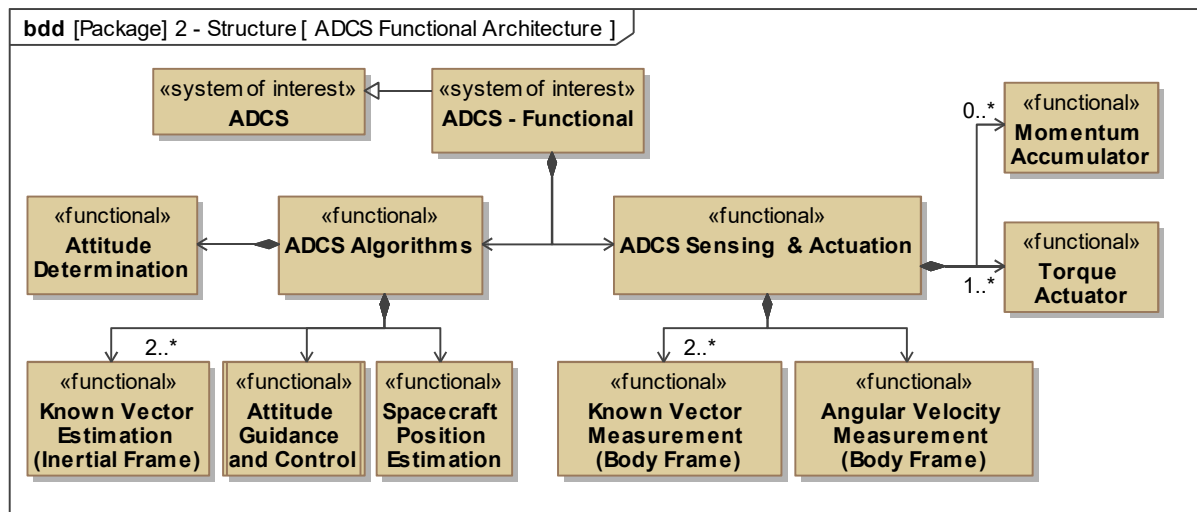 bdd [Package] 2 - Structure [ ADCS Functional Architecture ]
«system of interest»
ADCS
«system of interest»
ADCS - Functional
0..*
«functional»
Momentum
Accumulator
«functional»
Attitude
Determination
«functional»
ADCS Algorithms
«functional»
ADCS Sensing & Actuation
1..*
«functional»
Torque
Actuator
2..*
«functional»
Known Vector
Estimation
(Inertial Frame)
«functional»
Attitude
Guidance
and Control
«functional»
Spacecraft
Position
Estimation
2..*
«functional»
Known Vector
Measurement
(Body Frame)
«functional»
Angular Velocity
Measurement
(Body Frame)